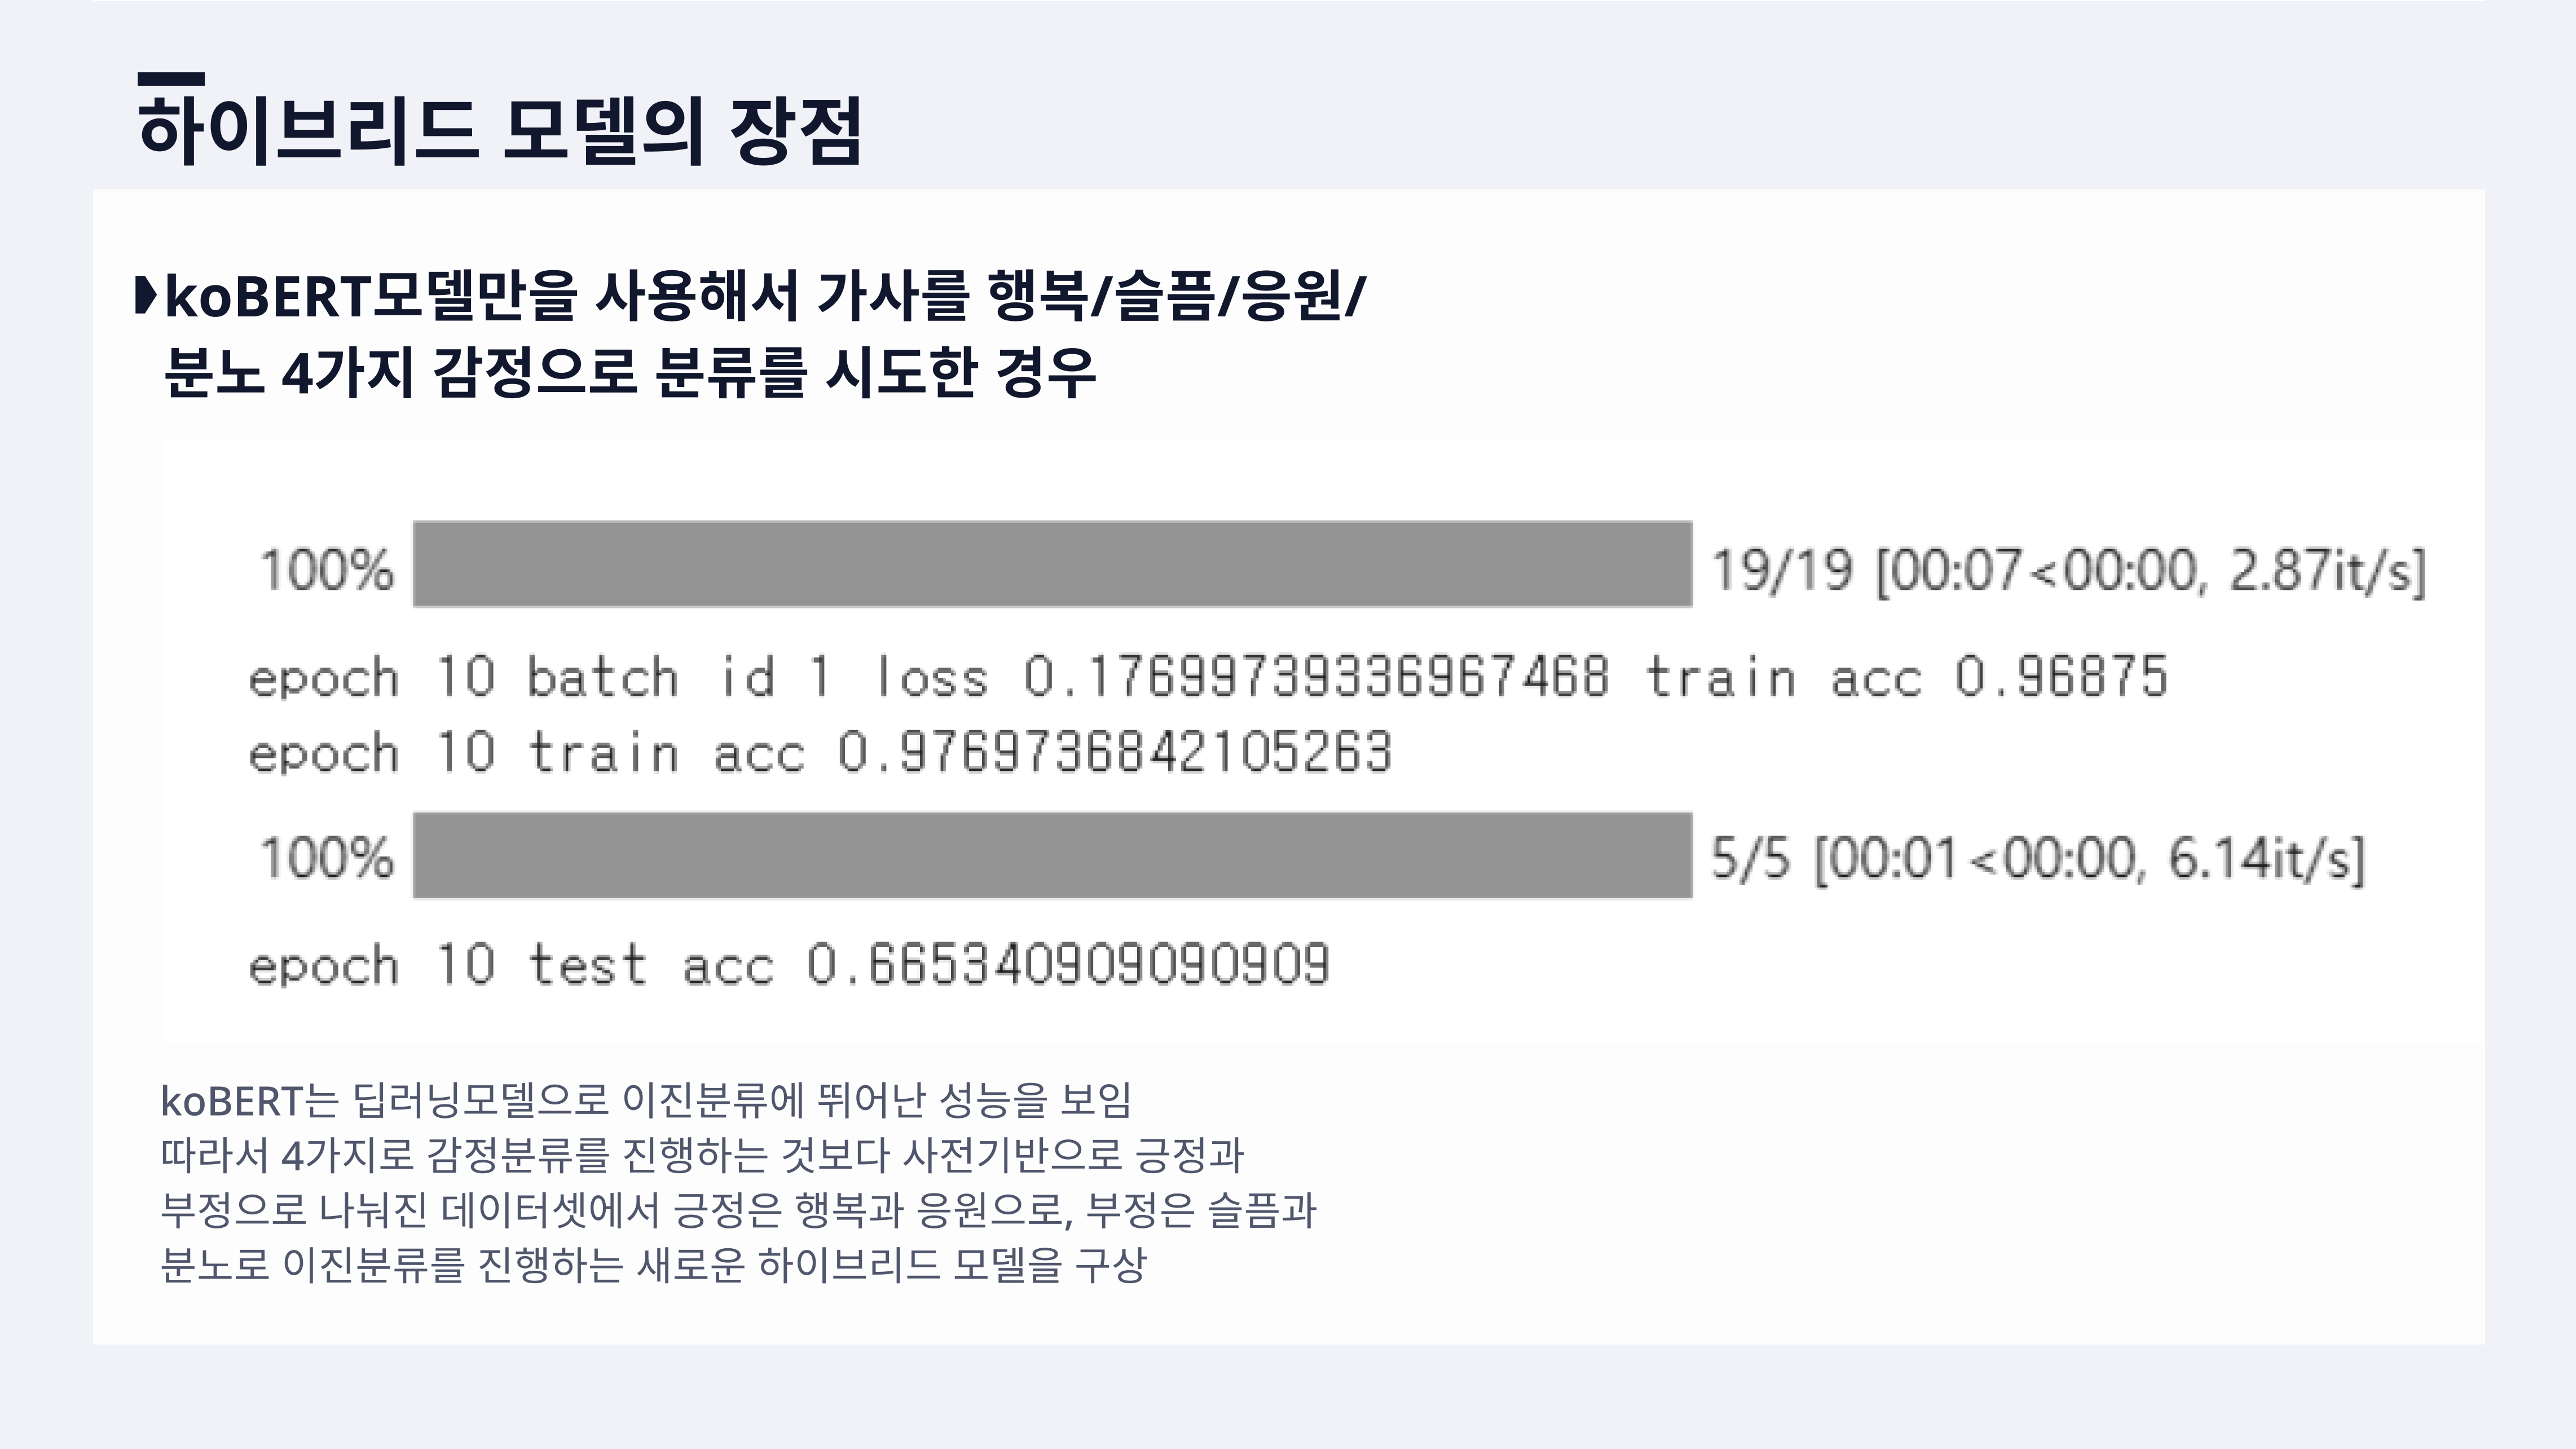 하이브리드 모델의 장점
koBERT모델만을 사용해서 가사를 행복/슬픔/응원/
분노 4가지 감정으로 분류를 시도한 경우
100% 19/19 [00:07<00:00, 2.87it/s]
epoch 10 batch id 1 loss 0.17699739336967468 train acc 0.96875
epoch 10 train acc 0.9769736842105263
100% 5/5 [00:01<00:00, 6.14it/s]
epoch 10 test acc 0.665340909090909
koBERT는 딥러닝모델으로 이진분류에 뛰어난 성능을 보임
따라서 4가지로 감정분류를 진행하는 것보다 사전기반으로 긍정과
부정으로 나눠진 데이터셋에서 긍정은 행복과 응원으로, 부정은 슬픔과
분노로 이진분류를 진행하는 새로운 하이브리드 모델을 구상